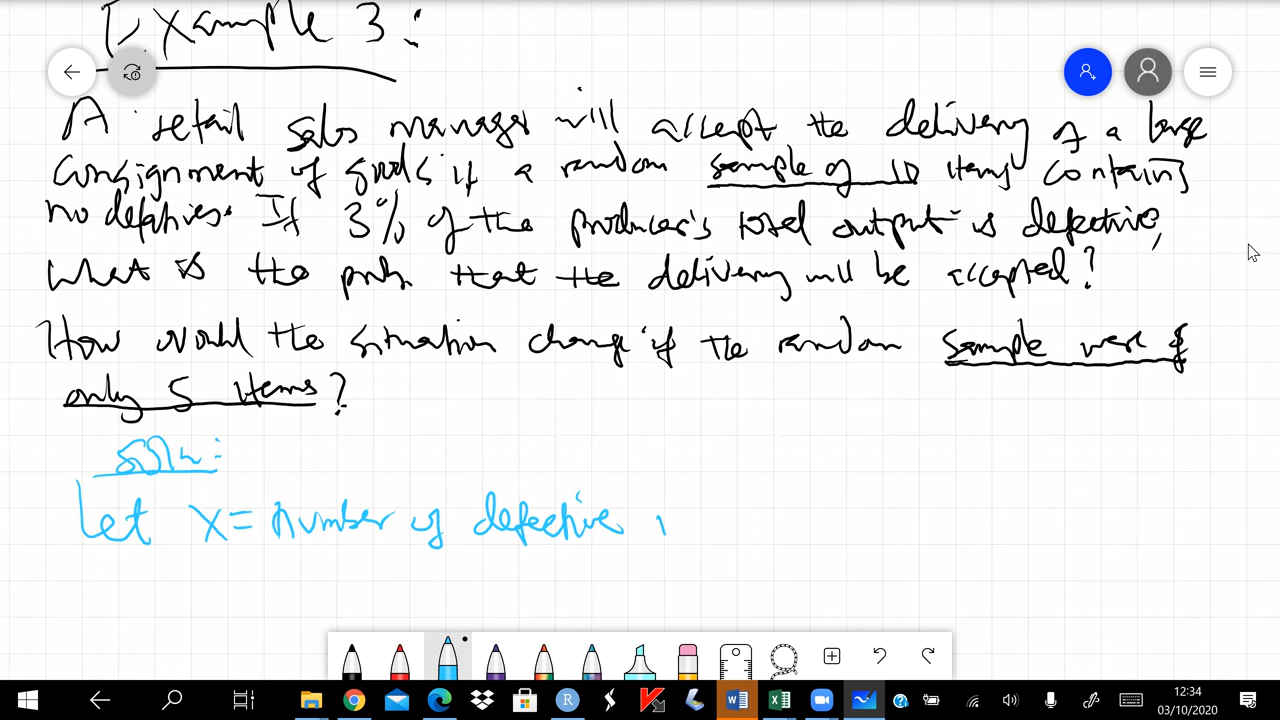 Example 3:
A retail sales manager will accept the delivery of a large
consignment of goods if a random sample of 10 items contains
no defectives. If 3% of the producer's total output is defective,
what is the prob that the delivery will be accepted?
How would the situation change if the random sample were of
only 5 items?
Soln:
Let X = number of defective
12:34
03/10/2020